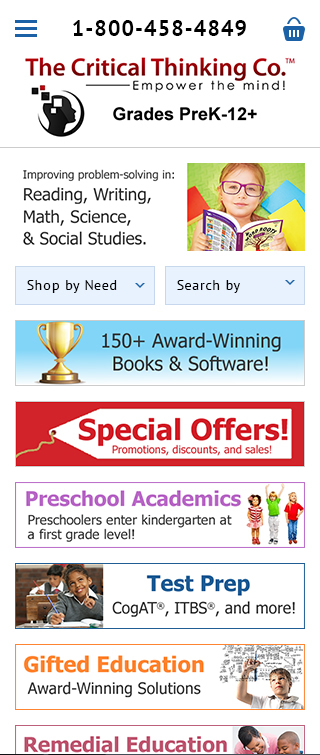 1-800-458-4849
The Critical Thinking Co.™
Empower the mind!
Grades PreK-12+
Improving problem-solving in:
Reading, Writing,
Math, Science,
& Social Studies.
Shop by Need
Search by
150+ Award-Winning
Books & Software!
Special Offers!
Promotions, discounts, and sales!
Preschool Academics
Preschoolers enter kindergarten at
a first grade level!
Test Prep
CogAT®, ITBS®, and more!
Gifted Education
Award-Winning Solutions
Remedial Education